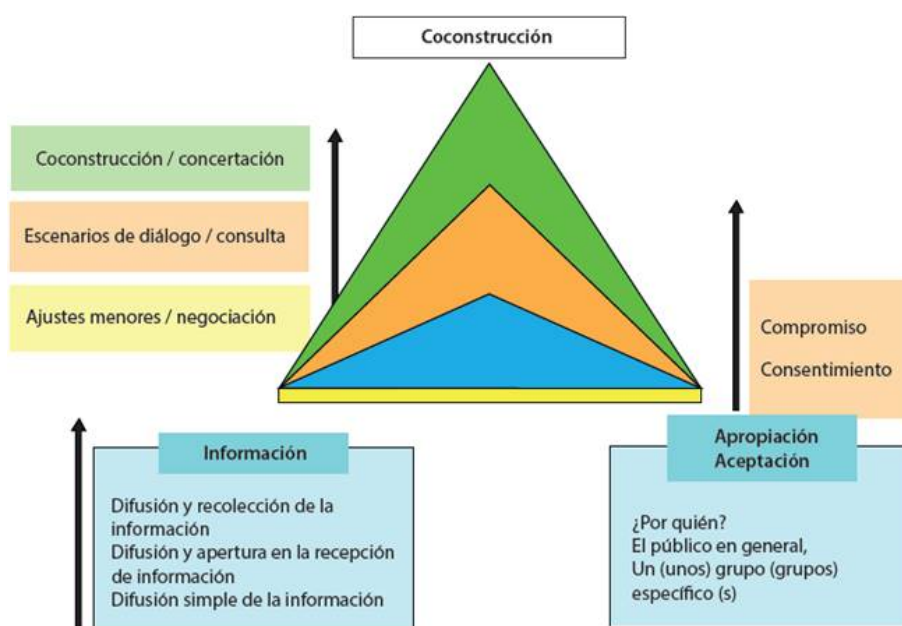 Coconstrucción
Coconstrucción / concertación
Escenarios de diálogo / consulta
Ajustes menores / negociación
Compromiso
Consentimiento
Información
Difusión y recolección de la
información
Difusión y apertura en la recepción
de información
Difusión simple de la información
Apropiación
Aceptación
¿Por quién?
El público en general,
Un (unos) grupo (grupos)
específico (s)